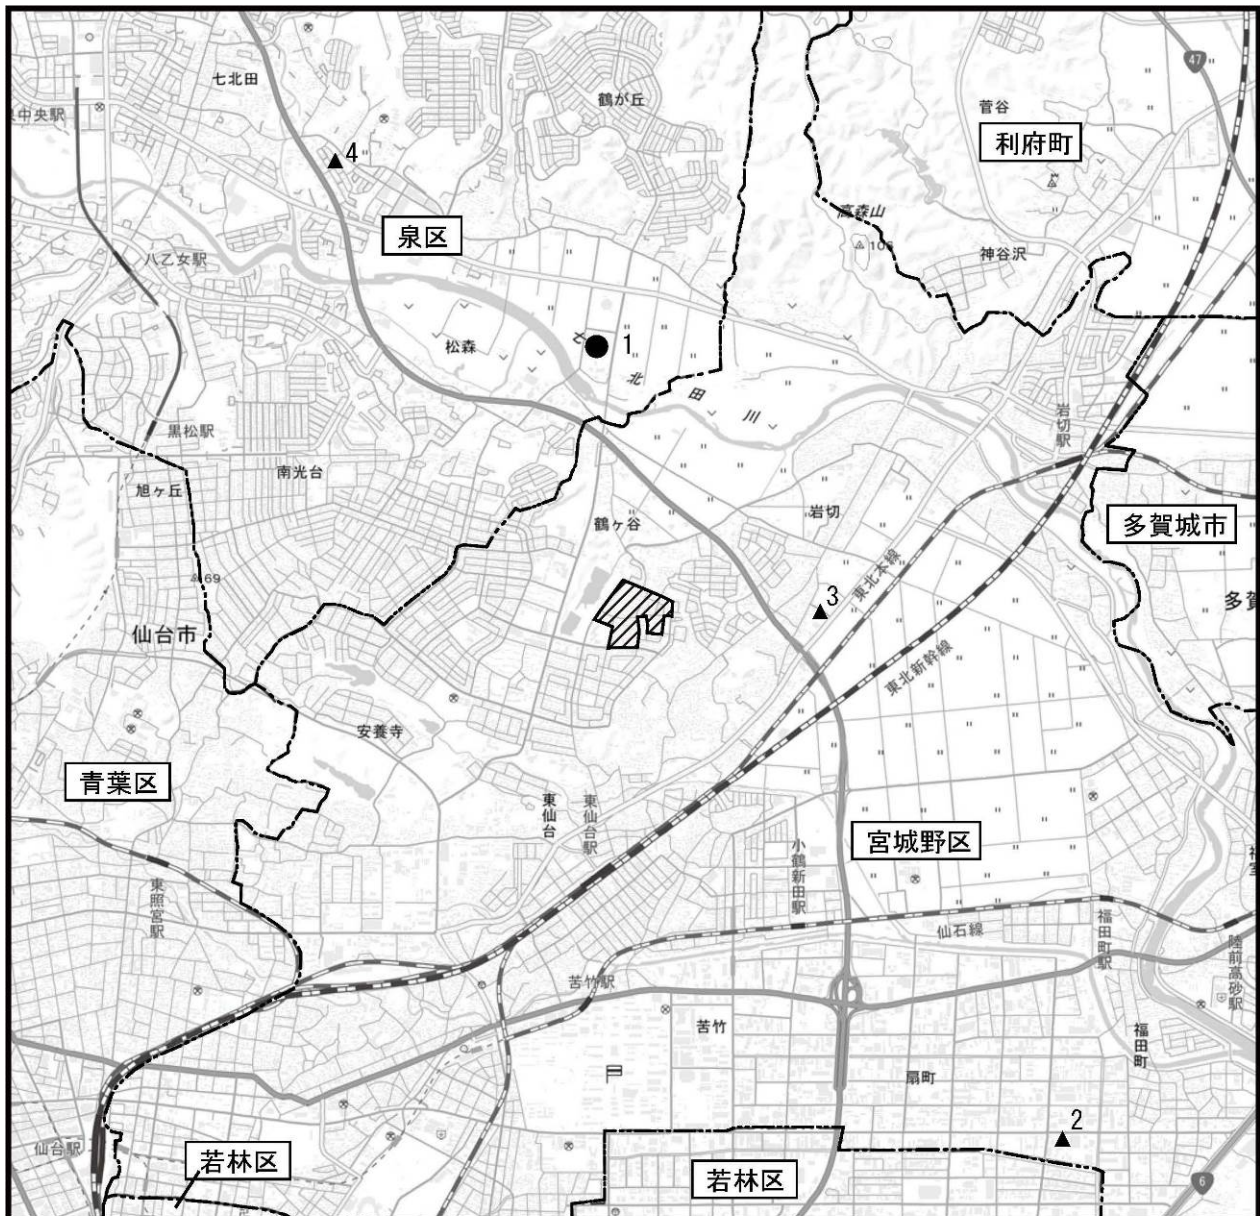 七北田
鶴が丘
47
菅谷
利府町
中央駅
4
泉区
高森山
106
神谷沢
八乙女駅
松森
1
七
北
田
川
黒松駅
岩切駅
旭ヶ丘
南光台
鶴ヶ谷
岩切
多賀城市
69
東北本線
3
多賀
仙台市
東北新幹線
安養寺
青葉区
東仙台
東仙台駅
小鶴新田駅
宮城野区
東照宮駅
仙石線
福田町駅
陸前高砂駅
苦竹駅
苦竹
福田町
扇町
2
仙台駅
若林区
若林区
6